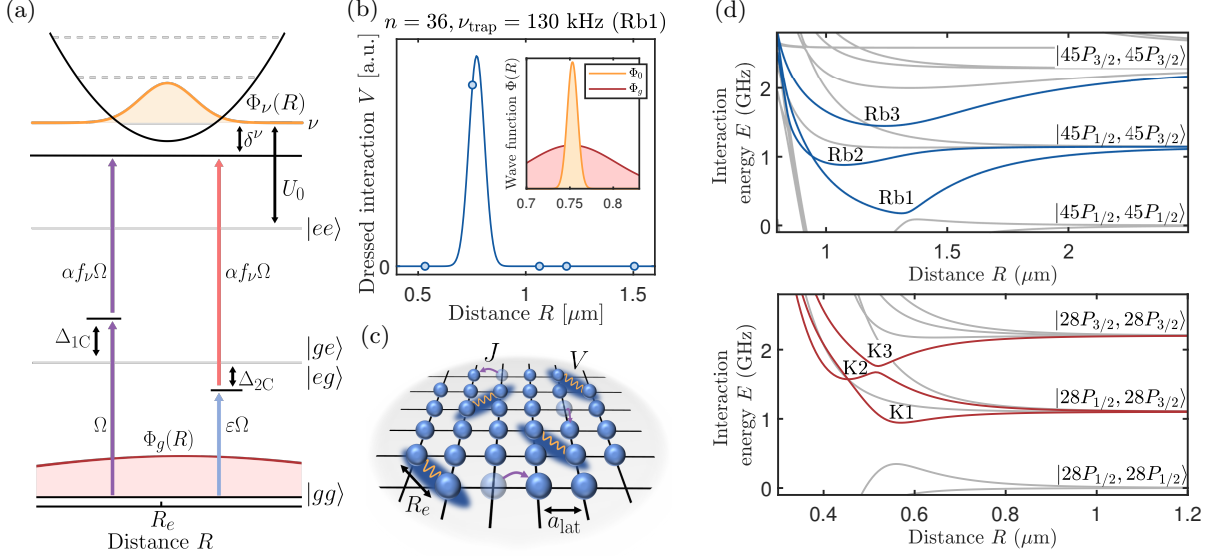 (a)
Φ_ν(R)
ν
δ^ν
U_0
|ee⟩
αf_νΩ
αf_νΩ
Δ_1C
|ge⟩
|eg⟩
Δ_2C
Ω
εΩ
Φ_g(R)
|gg⟩
R_e
Distance R
(b)
n = 36, ν_trap = 130 kHz (Rb1)
Dressed interaction V [a.u.]
0
0.5
1
1.5
Distance R [μm]
Wave function Φ(R)
Φ_0
Φ_g
0.7
0.75
0.8
(c)
J
V
R_e
a_lat
(d)
Interaction
energy E (GHz)
2
1
0
|45P_3/2, 45P_3/2⟩
Rb3
|45P_1/2, 45P_3/2⟩
Rb2
Rb1
|45P_1/2, 45P_1/2⟩
1
1.5
2
Distance R (μm)
Interaction
energy E (GHz)
2
1
0
|28P_3/2, 28P_3/2⟩
K3
K2
|28P_1/2, 28P_3/2⟩
K1
|28P_1/2, 28P_1/2⟩
0.4
0.6
0.8
1
1.2
Distance R (μm)